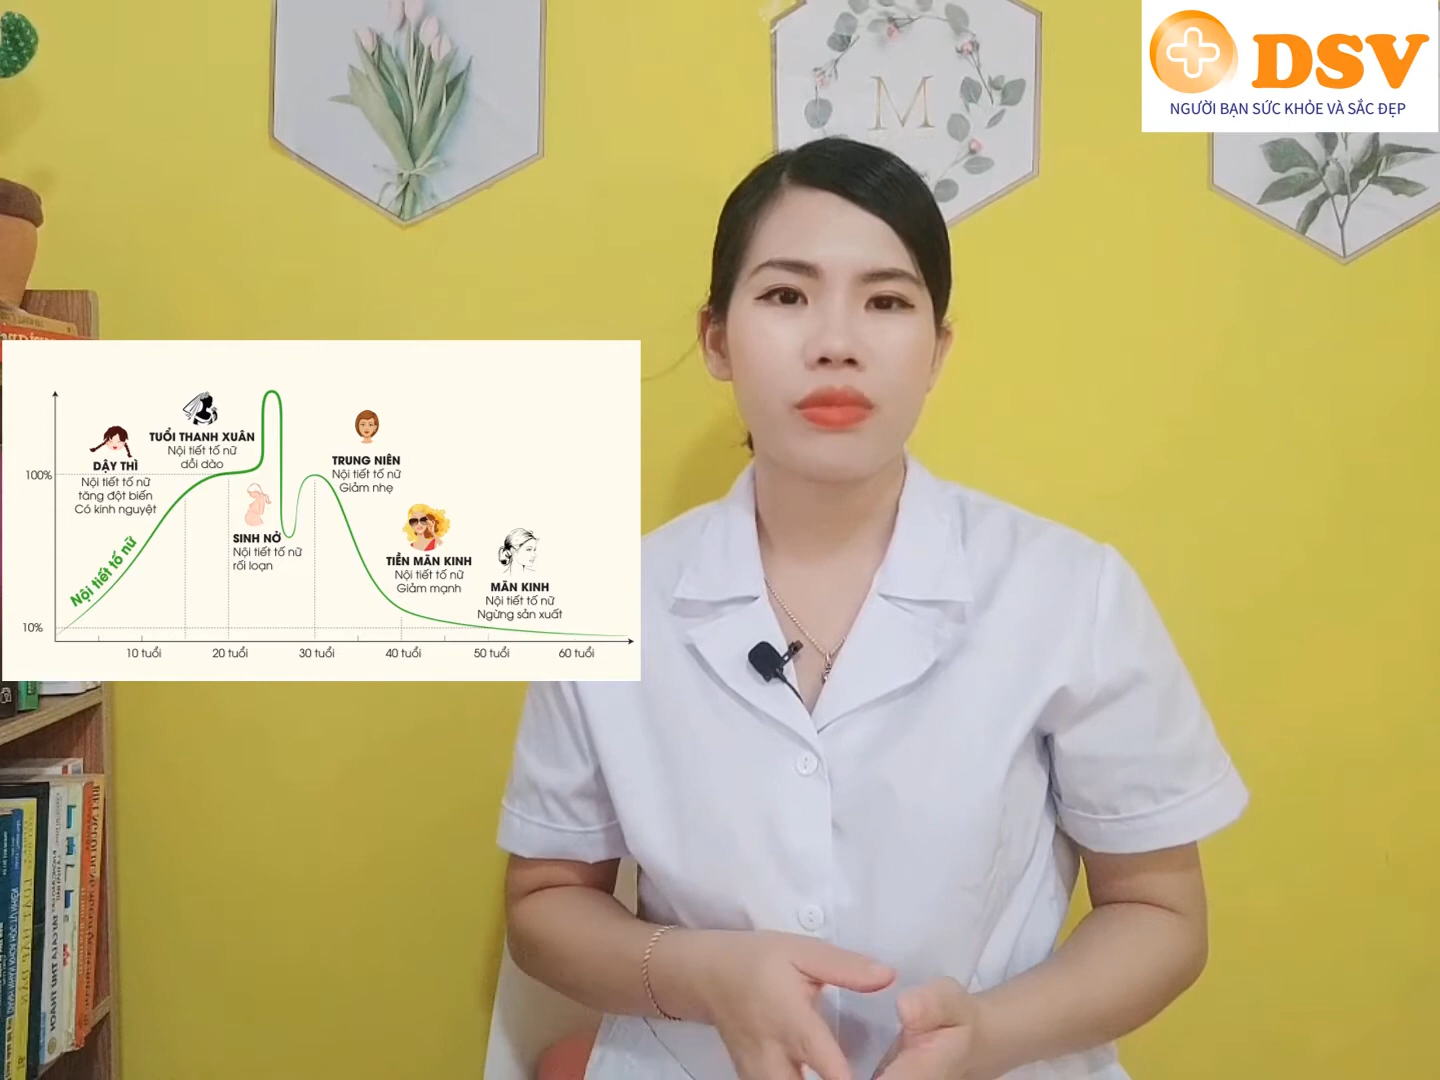 DSV
NGƯỜI BẠN SỨC KHỎE VÀ SẮC ĐẸP
M
TUỔI THANH XUÂN
Nội tiết tố nữ
dồi dào
DẬY THÌ
Nội tiết tố nữ
tăng đột biến
Có kinh nguyệt
TRUNG NIÊN
Nội tiết tố nữ
Giảm nhẹ
100%
SINH NỞ
Nội tiết tố nữ
rối loạn
TIỀN MÃN KINH
Nội tiết tố nữ
Giảm mạnh
MÃN KINH
Nội tiết tố nữ
Ngừng sản xuất
Nội tiết tố nữ
10%
10 tuổi
20 tuổi
30 tuổi
40 tuổi
50 tuổi
60 tuổi